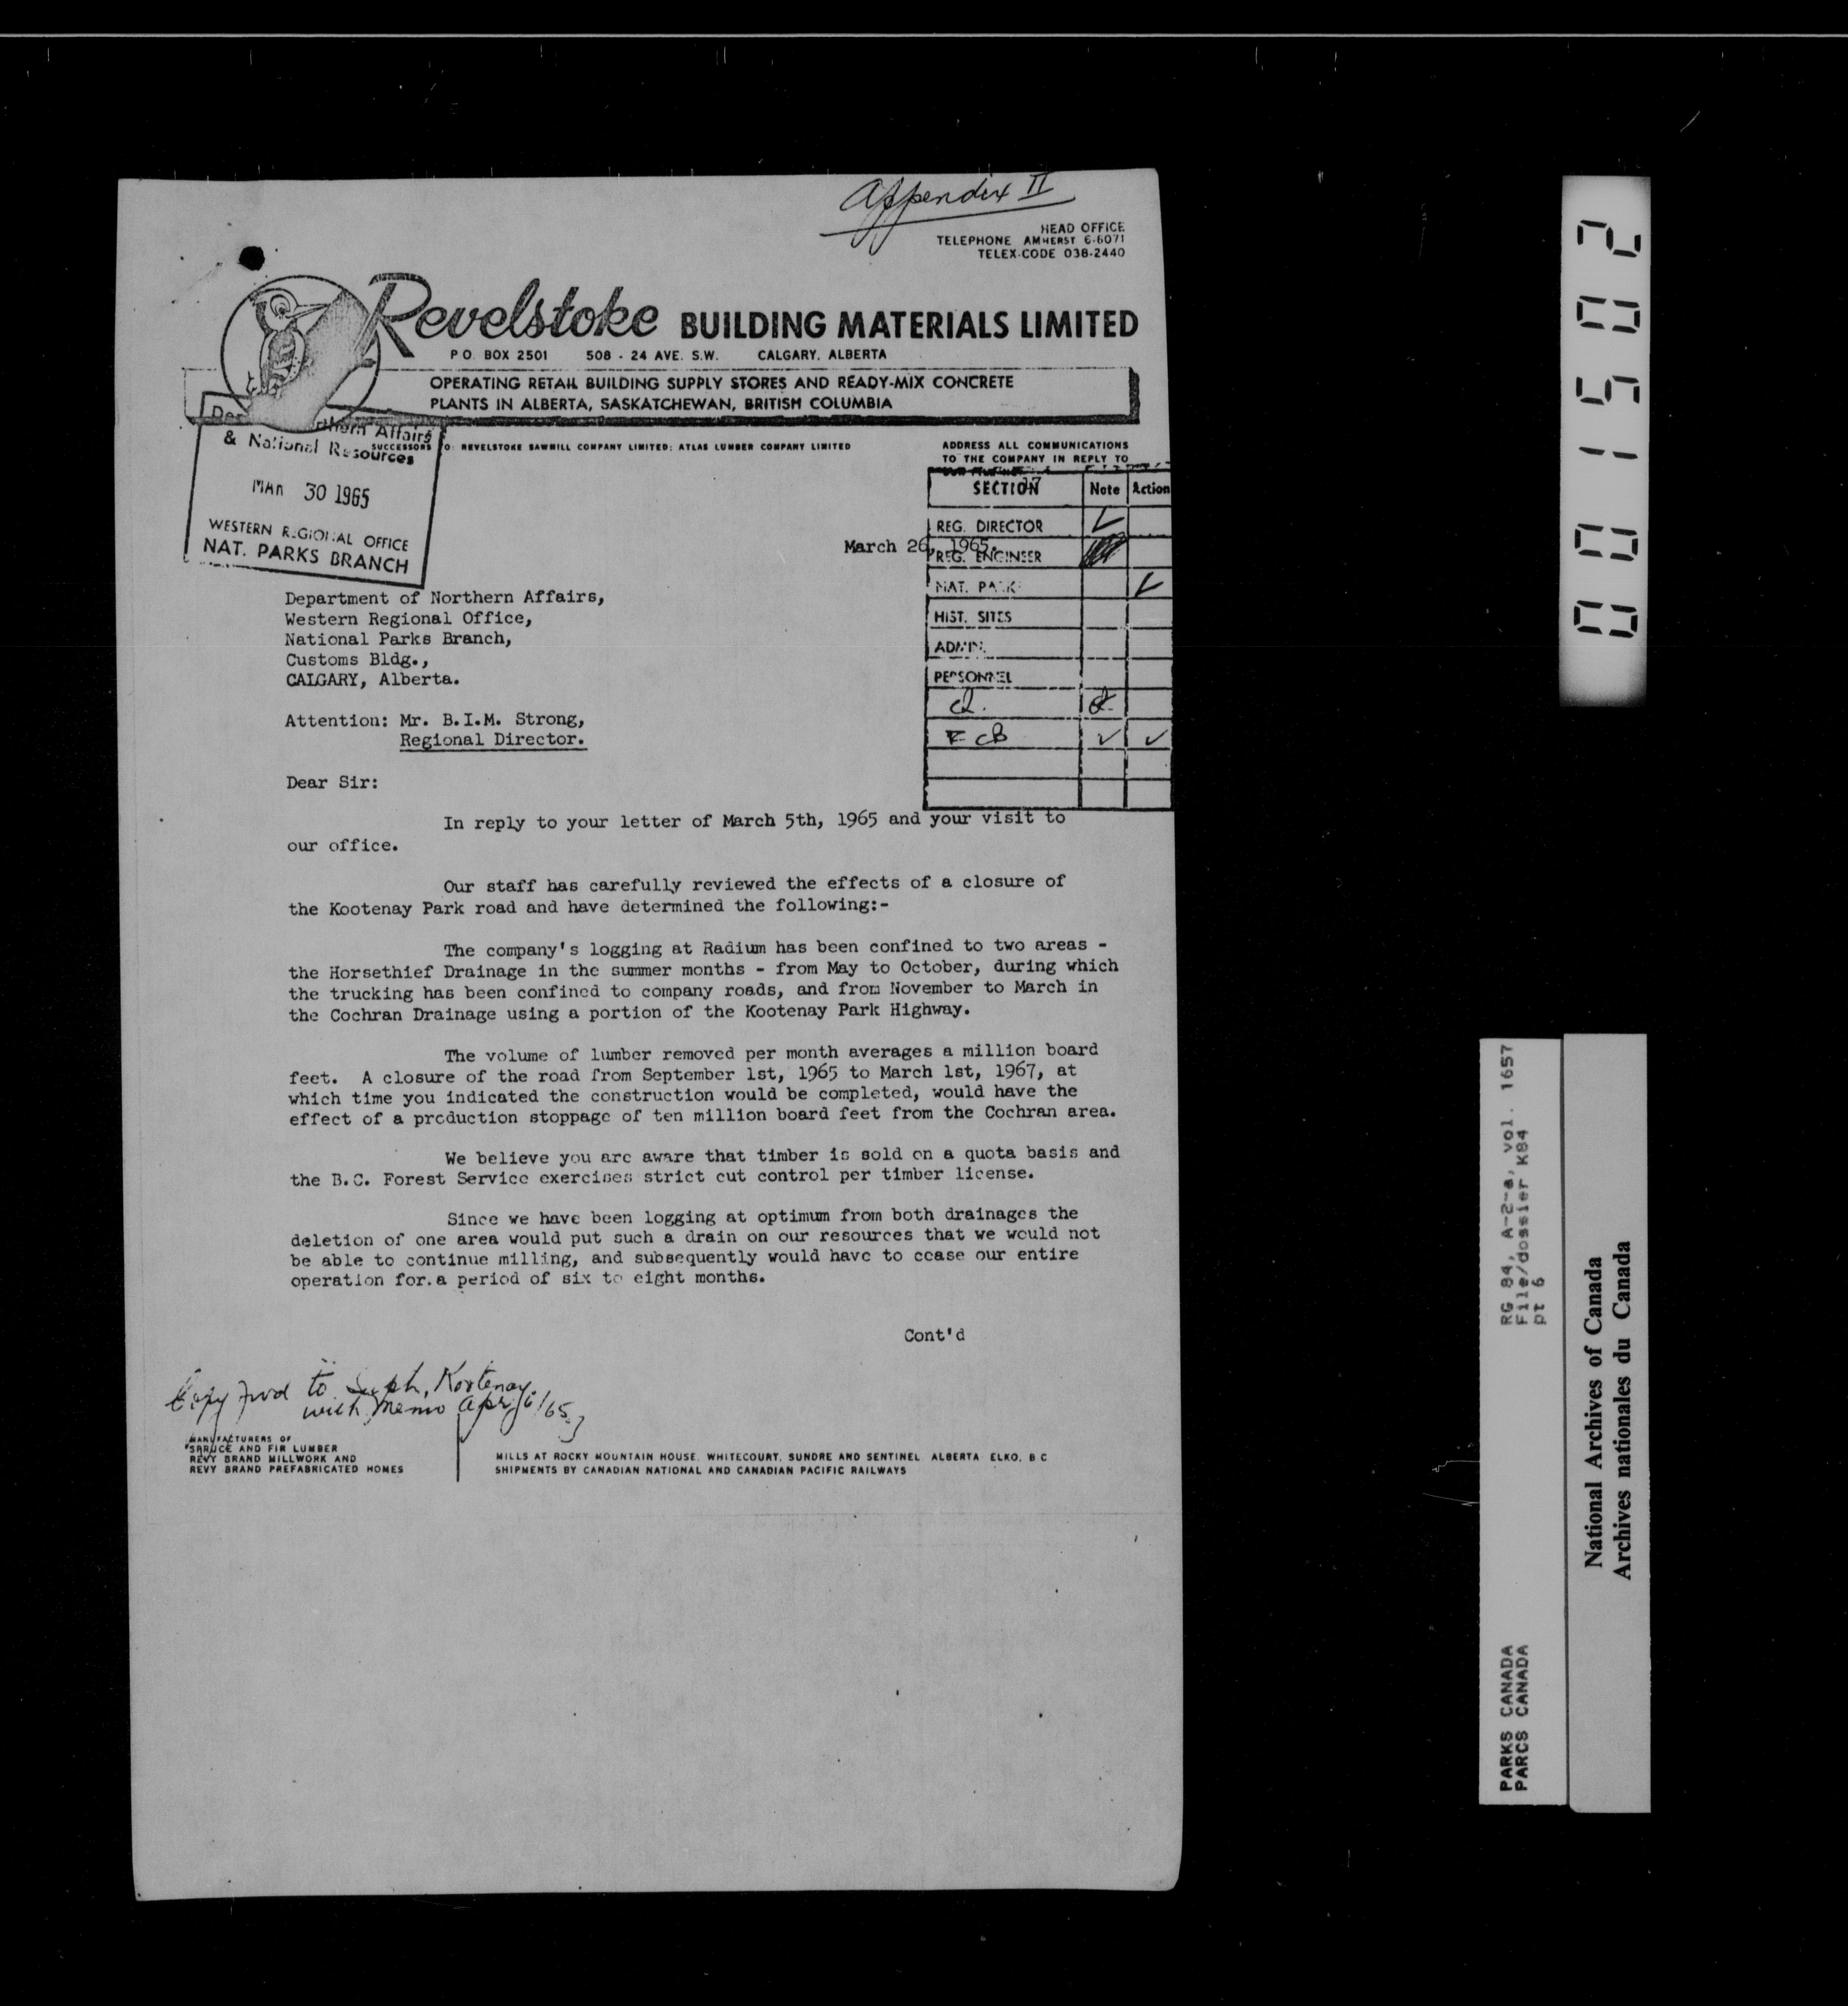 Appendix II
HEAD OFFICE
TELEPHONE AMHERST 6-6071
TELEX-CODE 038-2440
Revelstoke BUILDING MATERIALS LIMITED
P.O. BOX 2501 508 - 24 AVE. S.W. CALGARY, ALBERTA
OPERATING RETAIL BUILDING SUPPLY STORES AND READY-MIX CONCRETE
PLANTS IN ALBERTA, SASKATCHEWAN, BRITISH COLUMBIA
SUCCESSORS TO: REVELSTOKE SAWMILL COMPANY LIMITED; ATLAS LUMBER COMPANY LIMITED
ADDRESS ALL COMMUNICATIONS
TO THE COMPANY IN REPLY TO
Northern Affairs
& National Resources
MAR 30 1965
WESTERN REGIONAL OFFICE
NAT. PARKS BRANCH
SECTION Note Action
REG. DIRECTOR
REG. ENGINEER
NAT. PARKS
HIST. SITES
ADMIN.
PERSONNEL
March 26, 1965.
Department of Northern Affairs,
Western Regional Office,
National Parks Branch,
Customs Bldg.,
CALGARY, Alberta.
Attention: Mr. B.I.M. Strong,
Regional Director.
Dear Sir:
In reply to your letter of March 5th, 1965 and your visit to
our office.
Our staff has carefully reviewed the effects of a closure of
the Kootenay Park road and have determined the following:-
The company's logging at Radium has been confined to two areas -
the Horsethief Drainage in the summer months - from May to October, during which
the trucking has been confined to company roads, and from November to March in
the Cochran Drainage using a portion of the Kootenay Park Highway.
The volume of lumber removed per month averages a million board
feet. A closure of the road from September 1st, 1965 to March 1st, 1967, at
which time you indicated the construction would be completed, would have the
effect of a production stoppage of ten million board feet from the Cochran area.
We believe you are aware that timber is sold on a quota basis and
the B.C. Forest Service exercises strict cut control per timber license.
Since we have been logging at optimum from both drainages the
deletion of one area would put such a drain on our resources that we would not
be able to continue milling, and subsequently would have to cease our entire
operation for.a period of six to eight months.
Cont'd
Copy fwd to Supt, Kootenay
with memo Apr 6/65
MANUFACTURERS OF
SPRUCE AND FIR LUMBER
REVY BRAND MILLWORK AND
REVY BRAND PREFABRICATED HOMES
MILLS AT ROCKY MOUNTAIN HOUSE, WHITECOURT, SUNDRE AND SENTINEL ALBERTA ELKO, B C
SHIPMENTS BY CANADIAN NATIONAL AND CANADIAN PACIFIC RAILWAYS
001502
RG 84, A-2-a, vol. 1657
File/dossier K84
pt 6
PARKS CANADA
PARCS CANADA
National Archives of Canada
Archives nationales du Canada